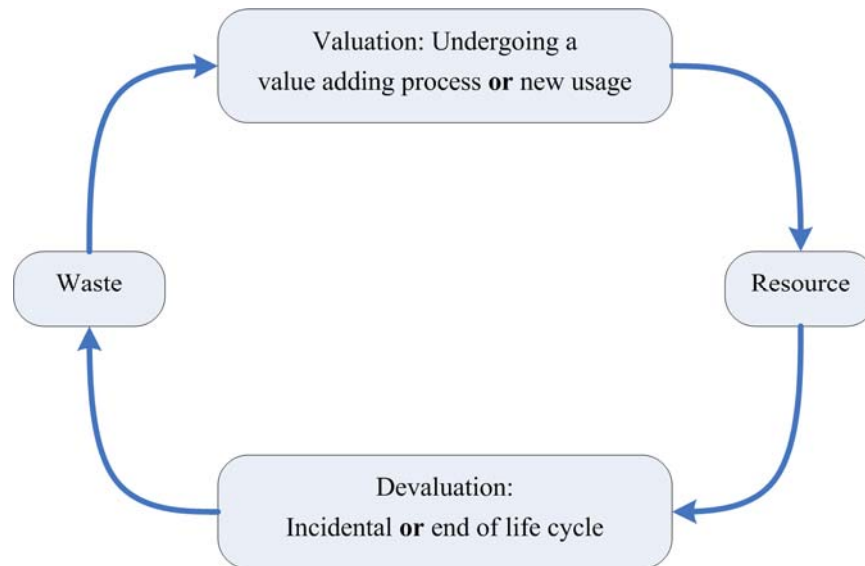 Valuation: Undergoing a
value adding process or new usage
Waste
Resource
Devaluation:
Incidental or end of life cycle